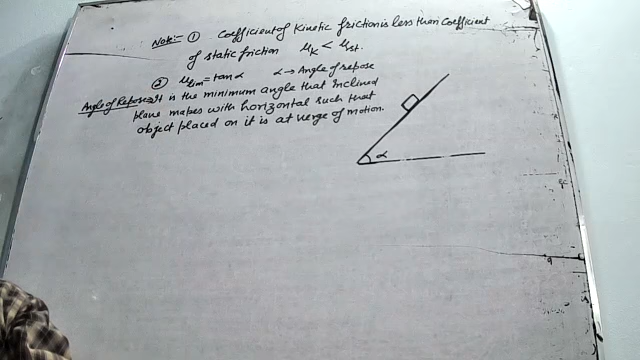 Note:- ① Coefficient of kinetic friction is less than coefficient
of static friction μk < μst.
② μlim = tan α α → Angle of repose
Angle of Repose → It is the minimum angle that inclined
plane makes with horizontal such that
object placed on it is at verge of motion.
α